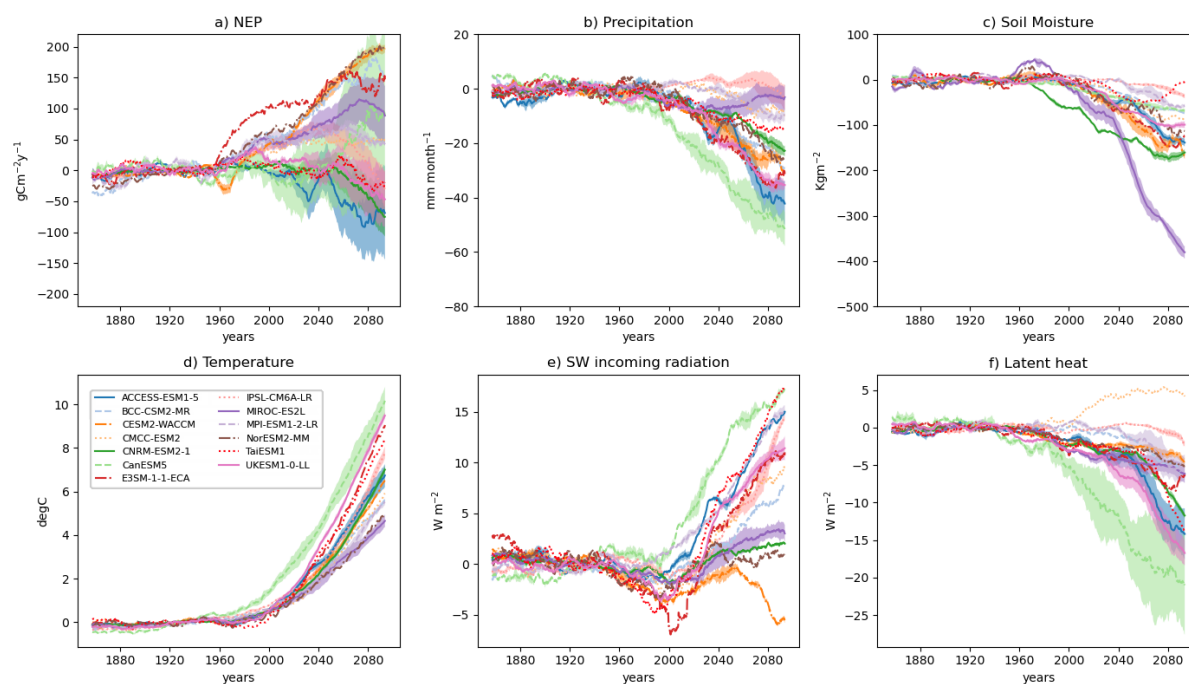 a) NEP
200
150
100
50
0
−50
−100
−150
−200
gCm⁻²y⁻¹
1880 1920 1960 2000 2040 2080
years
b) Precipitation
20
0
−20
−40
−60
−80
mm month⁻¹
1880 1920 1960 2000 2040 2080
years
c) Soil Moisture
100
0
−100
−200
−300
−400
−500
Kgm⁻²
1880 1920 1960 2000 2040 2080
years
d) Temperature
10
8
6
4
2
0
degC
ACCESS-ESM1-5
BCC-CSM2-MR
CESM2-WACCM
CMCC-ESM2
CNRM-ESM2-1
CanESM5
E3SM-1-1-ECA
IPSL-CM6A-LR
MIROC-ES2L
MPI-ESM1-2-LR
NorESM2-MM
TaiESM1
UKESM1-0-LL
1880 1920 1960 2000 2040 2080
years
e) SW incoming radiation
15
10
5
0
−5
W m⁻²
1880 1920 1960 2000 2040 2080
years
f) Latent heat
5
0
−5
−10
−15
−20
−25
W m⁻²
1880 1920 1960 2000 2040 2080
years